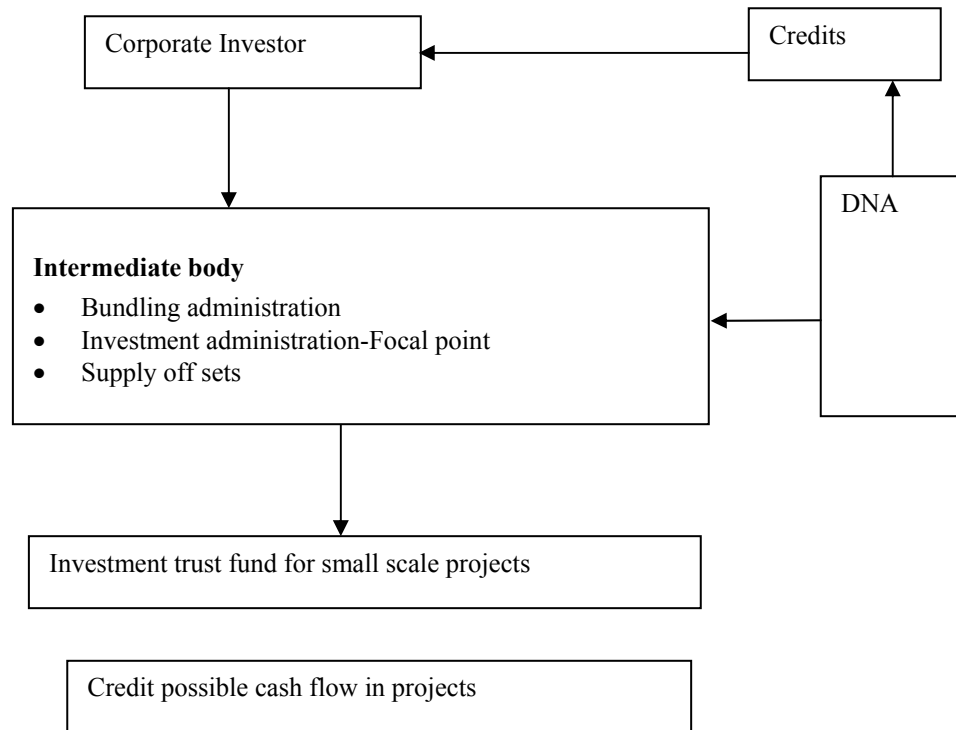 Corporate Investor
Credits
DNA
Intermediate body
• Bundling administration
• Investment administration-Focal point
• Supply off sets
Investment trust fund for small scale projects
Credit possible cash flow in projects